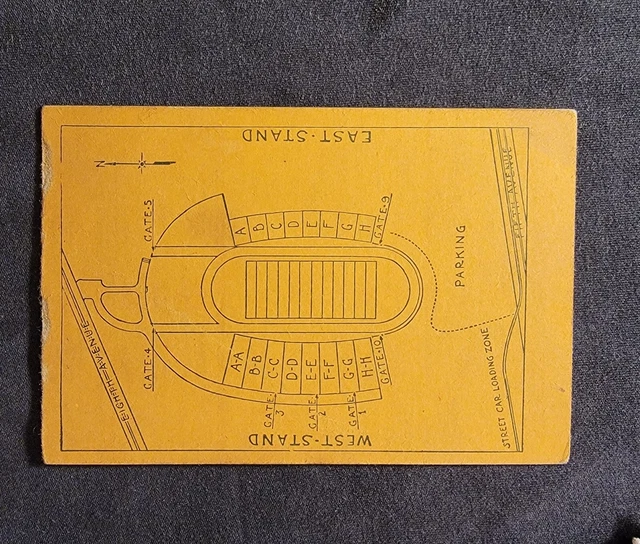 EAST-STAND
N
GATE-5
A
B
C
D
E
F
G
H
GATE-9
PARKING
FIFTH AVENUE
EIGHTH AVENUE
GATE-4
A-A
B-B
C-C
D-D
E-E
F-F
G-G
H-H
GATE-10
GATE
3
GATE
2
GATE
1
STREET CAR LOADING ZONE
WEST-STAND